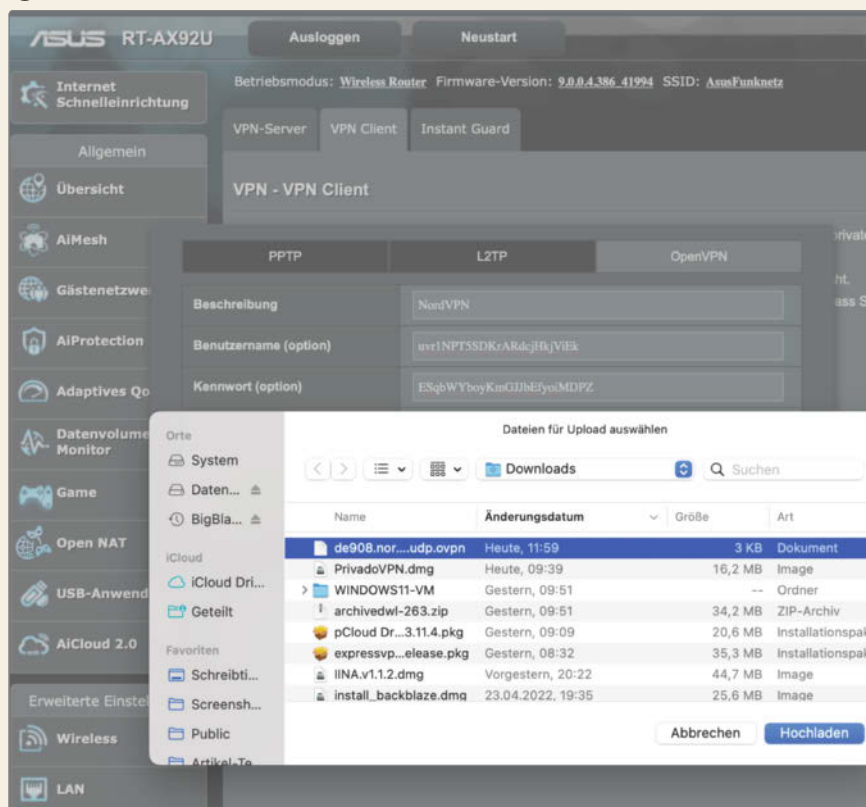 ASUS RT-AX92U Ausloggen Neustart
Betriebsmodus: Wireless Router Firmware-Version: 9.0.0.4.386_41994 SSID: AsusFunknetz
Internet
Schnelleinrichtung
VPN-Server VPN Client Instant Guard
Allgemein
Übersicht
VPN - VPN Client
AiMesh
PPTP L2TP OpenVPN
Gästenetzwe
Beschreibung NordVPN
AiProtection
Benutzername (option) uvr1NPT5SDKrARdcjHkjViEk
Adaptives Qo
Kennwort (option) ESqbWYboyKmGJJbEfyoiMDPZ
Datenvolume
Monitor
Game
Open NAT
USB-Anwend
AiCloud 2.0
Erweiterte Einstel
Wireless
LAN
Dateien für Upload auswählen
Orte
System
Daten...
BigBla...
iCloud
iCloud Dri...
Geteilt
Favoriten
Schreibti...
Screensh...
Public
Artikel-Te...
Downloads Suchen
Name Änderungsdatum Größe Art
de908.nor....udp.ovpn Heute, 11:59 3 KB Dokument
PrivadoVPN.dmg Heute, 09:39 16,2 MB Image
WINDOWS11-VM Gestern, 09:51 -- Ordner
archivedwl-263.zip Gestern, 09:51 34,2 MB ZIP-Archiv
pCloud Dr...3.11.4.pkg Gestern, 09:09 20,6 MB Installationspak
expressvp...elease.pkg Gestern, 08:32 35,3 MB Installationspak
IINA.v1.1.2.dmg Vorgestern, 20:22 44,7 MB Image
install_backblaze.dmg 23.04.2022, 19:35 25,6 MB Image
Abbrechen Hochladen